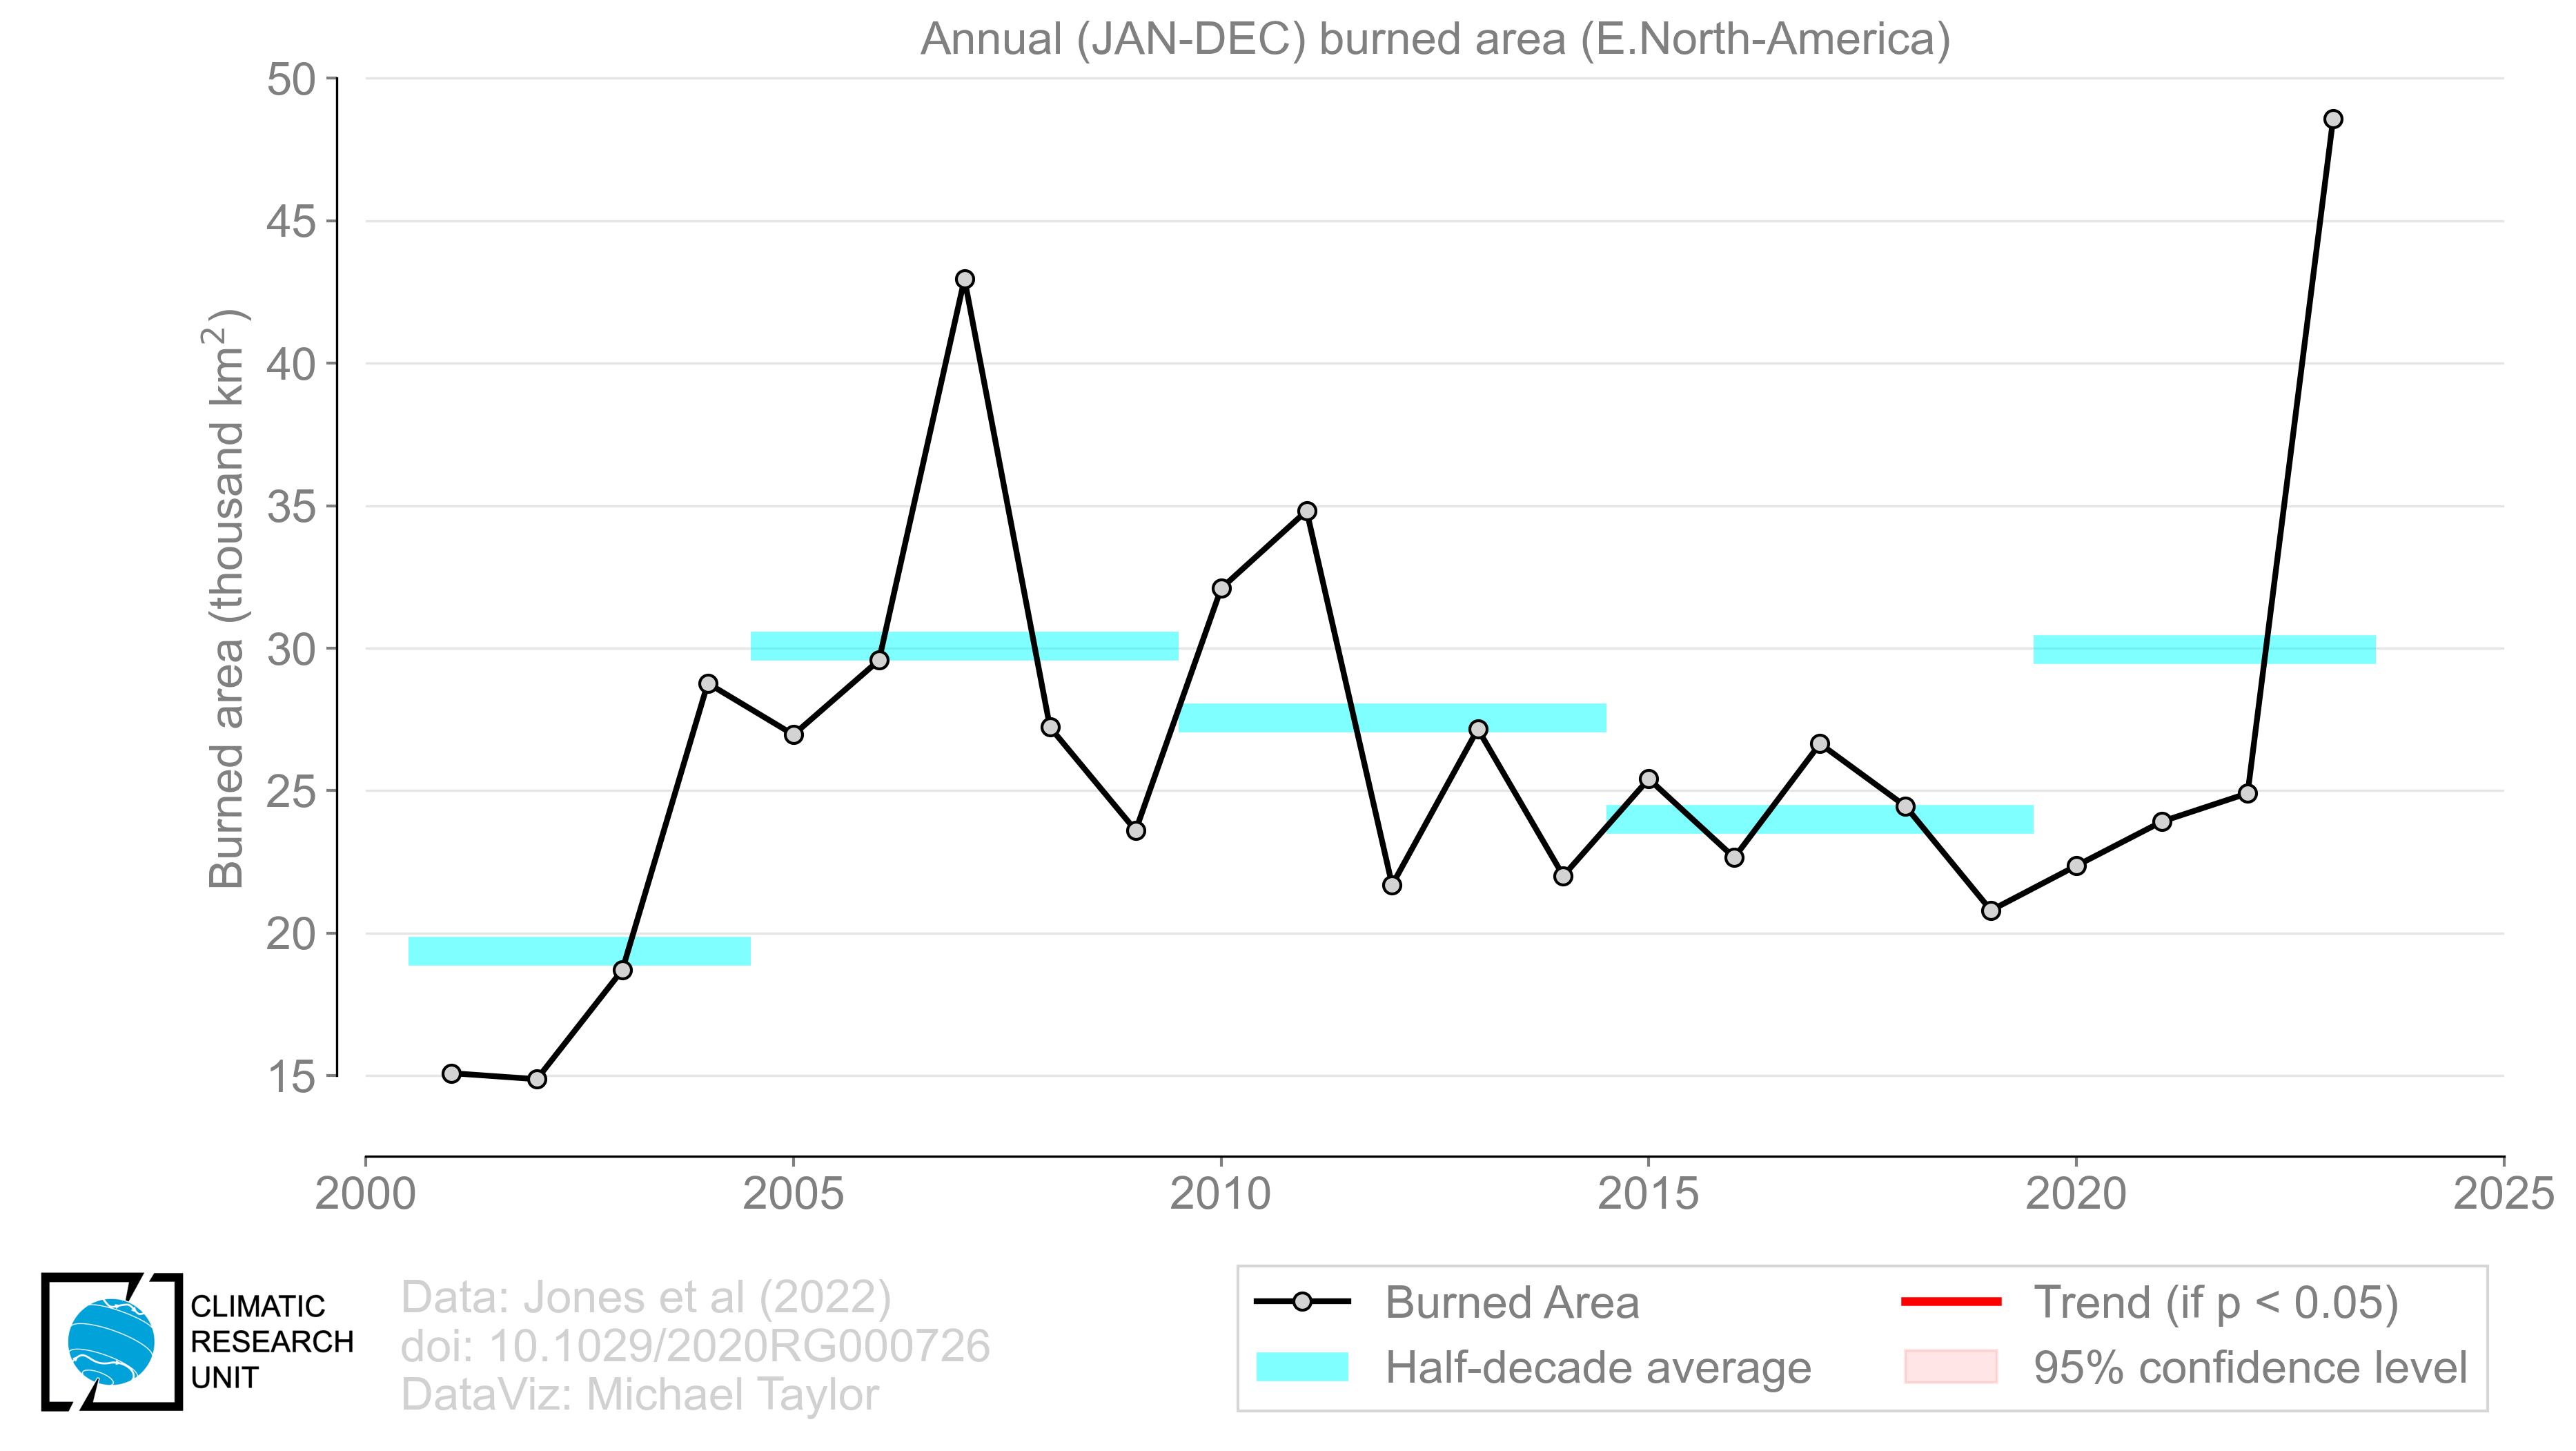 Annual (JAN-DEC) burned area (E.North-America)
Burned area (thousand km²)
50
45
40
35
30
25
20
15
2000 2005 2010 2015 2020 2025
CLIMATIC
RESEARCH
UNIT
Data: Jones et al (2022)
doi: 10.1029/2020RG000726
DataViz: Michael Taylor
Burned Area
Half-decade average
Trend (if p < 0.05)
95% confidence level